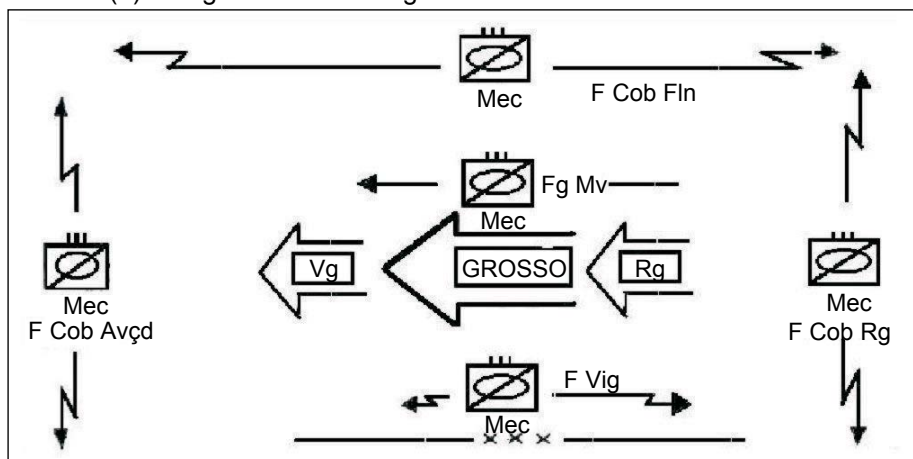 Mec
F Cob Fln
Fg Mv
Mec
Vg
GROSSO
Rg
Mec
F Cob Avçd
Mec
F Cob Rg
F Vig
Mec
x x x